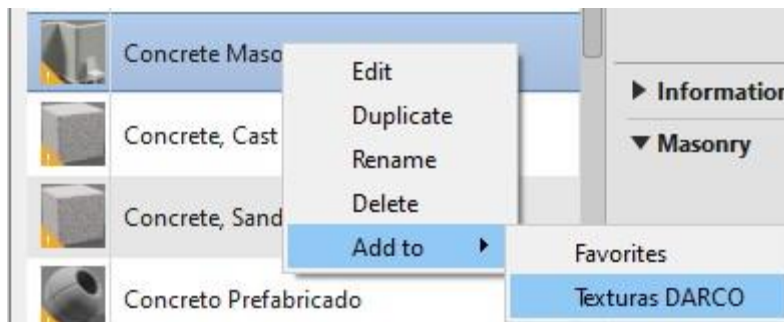 Concrete Maso
Edit
Information
Duplicate
Concrete, Cast
Masonry
Rename
Delete
Concrete, Sand
Add to
Favorites
Concreto Prefabricado
Texturas DARCO